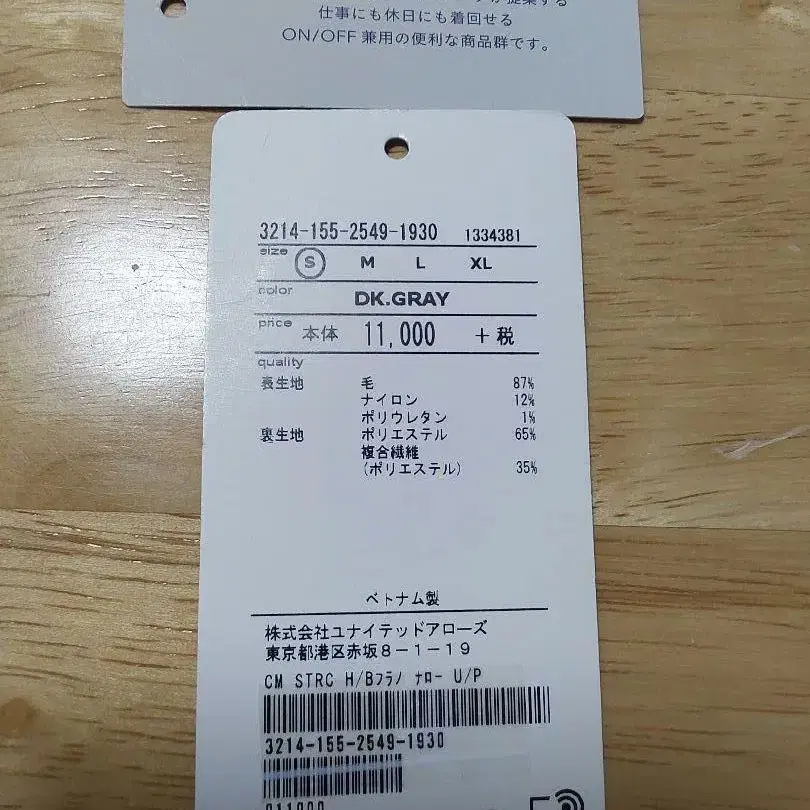 が提案する
仕事にも休日にも着回せる
ON/OFF 兼用の便利な商品群です。
3214-155-2549-1930 1334381
size
S M L XL
color DK.GRAY
price 本体 11,000 +税
quality
表生地 毛 87%
ナイロン 12%
ポリウレタン 1%
裏生地 ポリエステル 65%
複合繊維
(ポリエステル) 35%
ベトナム製
株式会社ユナイテッドアローズ
東京都港区赤坂8-1-19
CM STRC H/Bフラノ ナロー U/P
3214-155-2549-1930